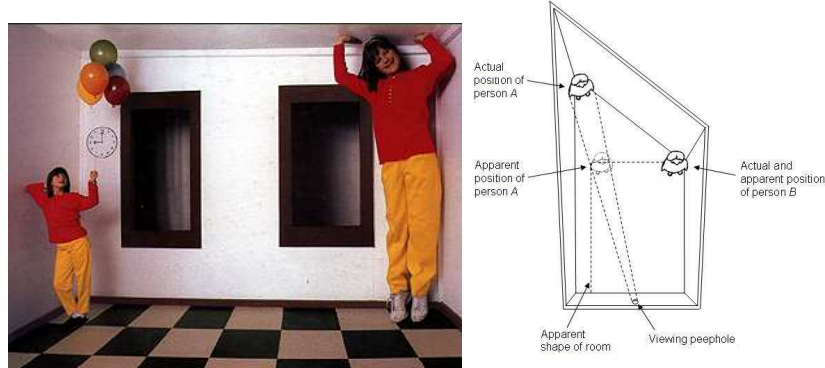 Actual
position of
person A
Apparent
position of
person A
Actual and
apparent position
of person B
Apparent
shape of room
Viewing peephole